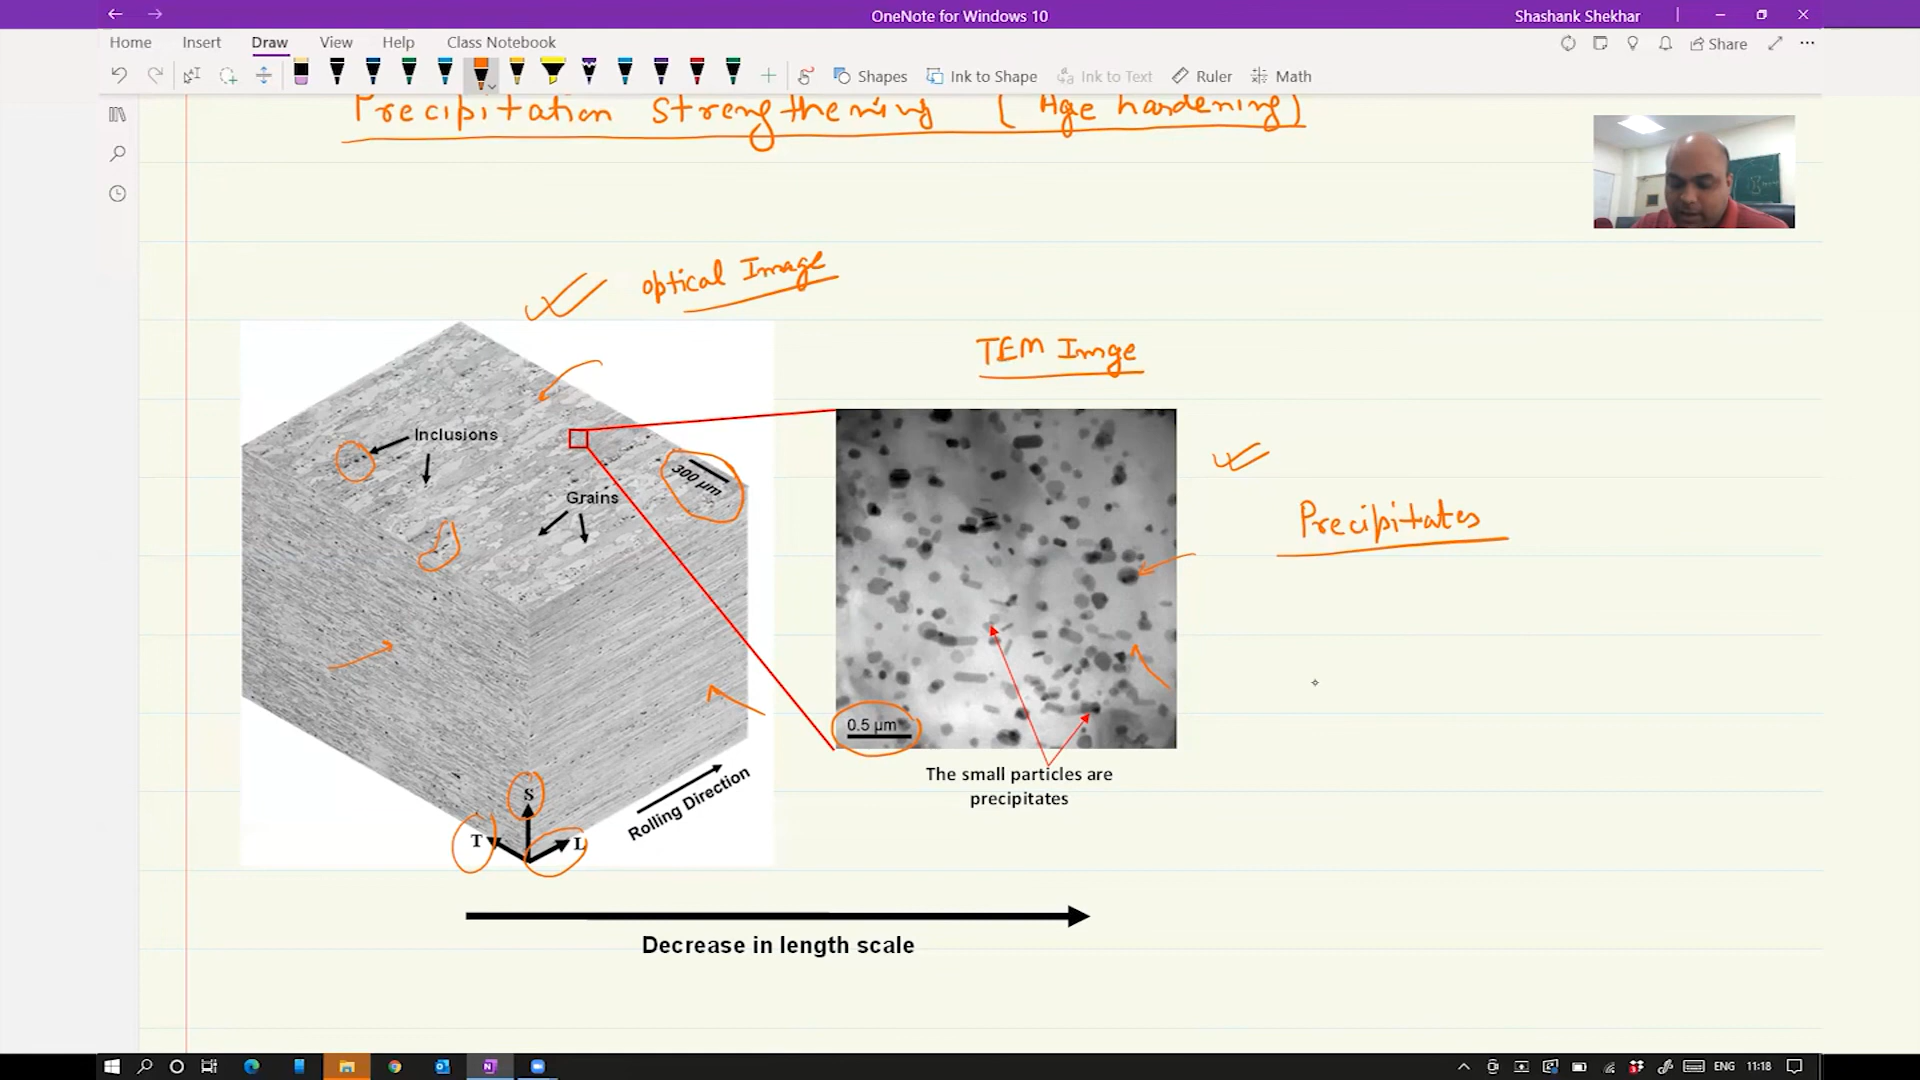 OneNote for Windows 10
Shashank Shekhar
Home Insert Draw View Help Class Notebook
Share
Shapes Ink to Shape Ink to Text Ruler Math
Precipitation Strengthening (Age hardening)
optical Image
TEM Imge
Inclusions
300 µm
Grains
Precipitates
0.5 µm
The small particles are
precipitates
S
T
L
Rolling Direction
Decrease in length scale
ENG 11:18